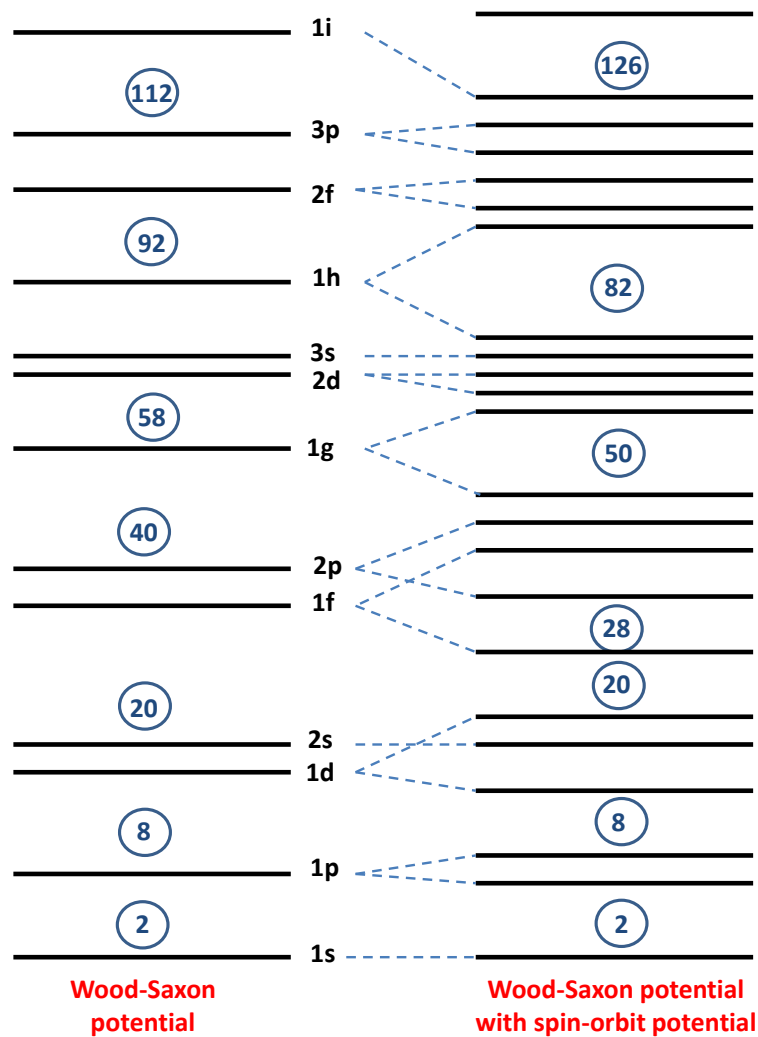 1i
126
112
3p
2f
92
1h
82
3s
2d
58
1g
50
40
2p
1f
28
20
20
2s
1d
8
8
1p
2
2
1s
Wood-Saxon
potential
Wood-Saxon potential
with spin-orbit potential